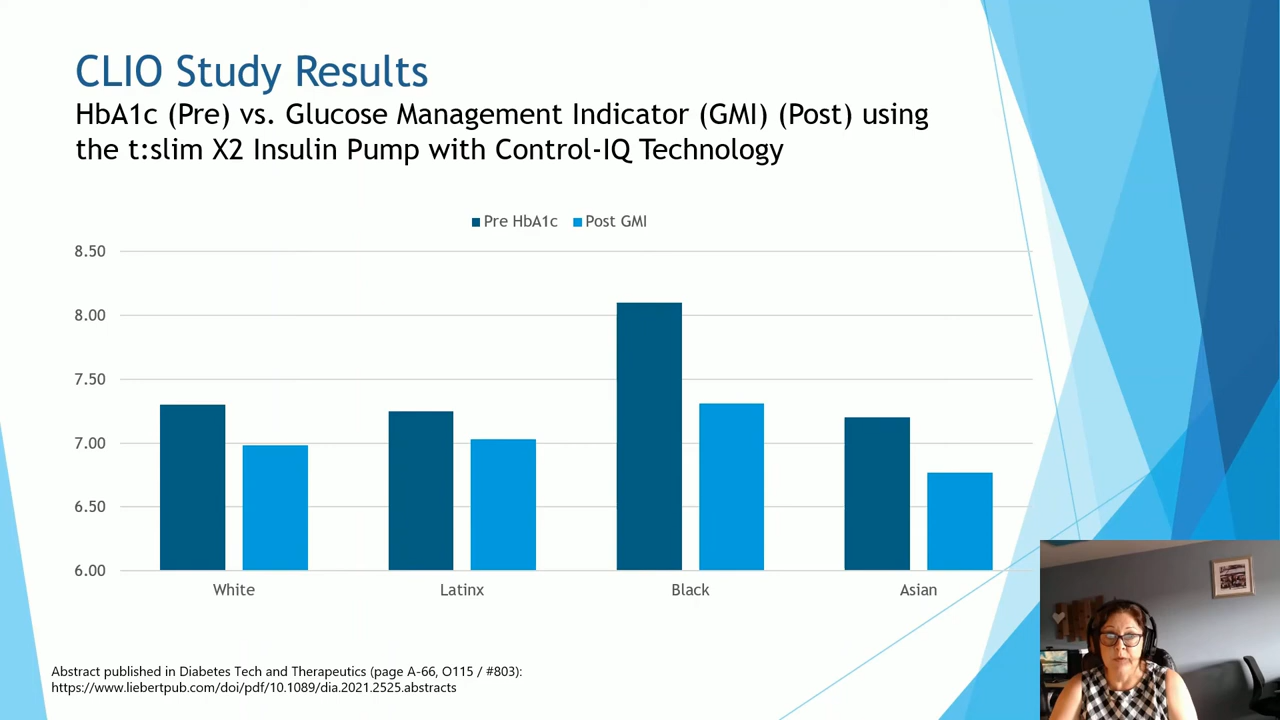 CLIO Study Results
HbA1c (Pre) vs. Glucose Management Indicator (GMI) (Post) using
the t:slim X2 Insulin Pump with Control-IQ Technology
Pre HbA1c Post GMI
8.50
8.00
7.50
7.00
6.50
6.00
White Latinx Black Asian
Abstract published in Diabetes Tech and Therapeutics (page A-66, O115 / #803):
https://www.liebertpub.com/doi/pdf/10.1089/dia.2021.2525.abstracts